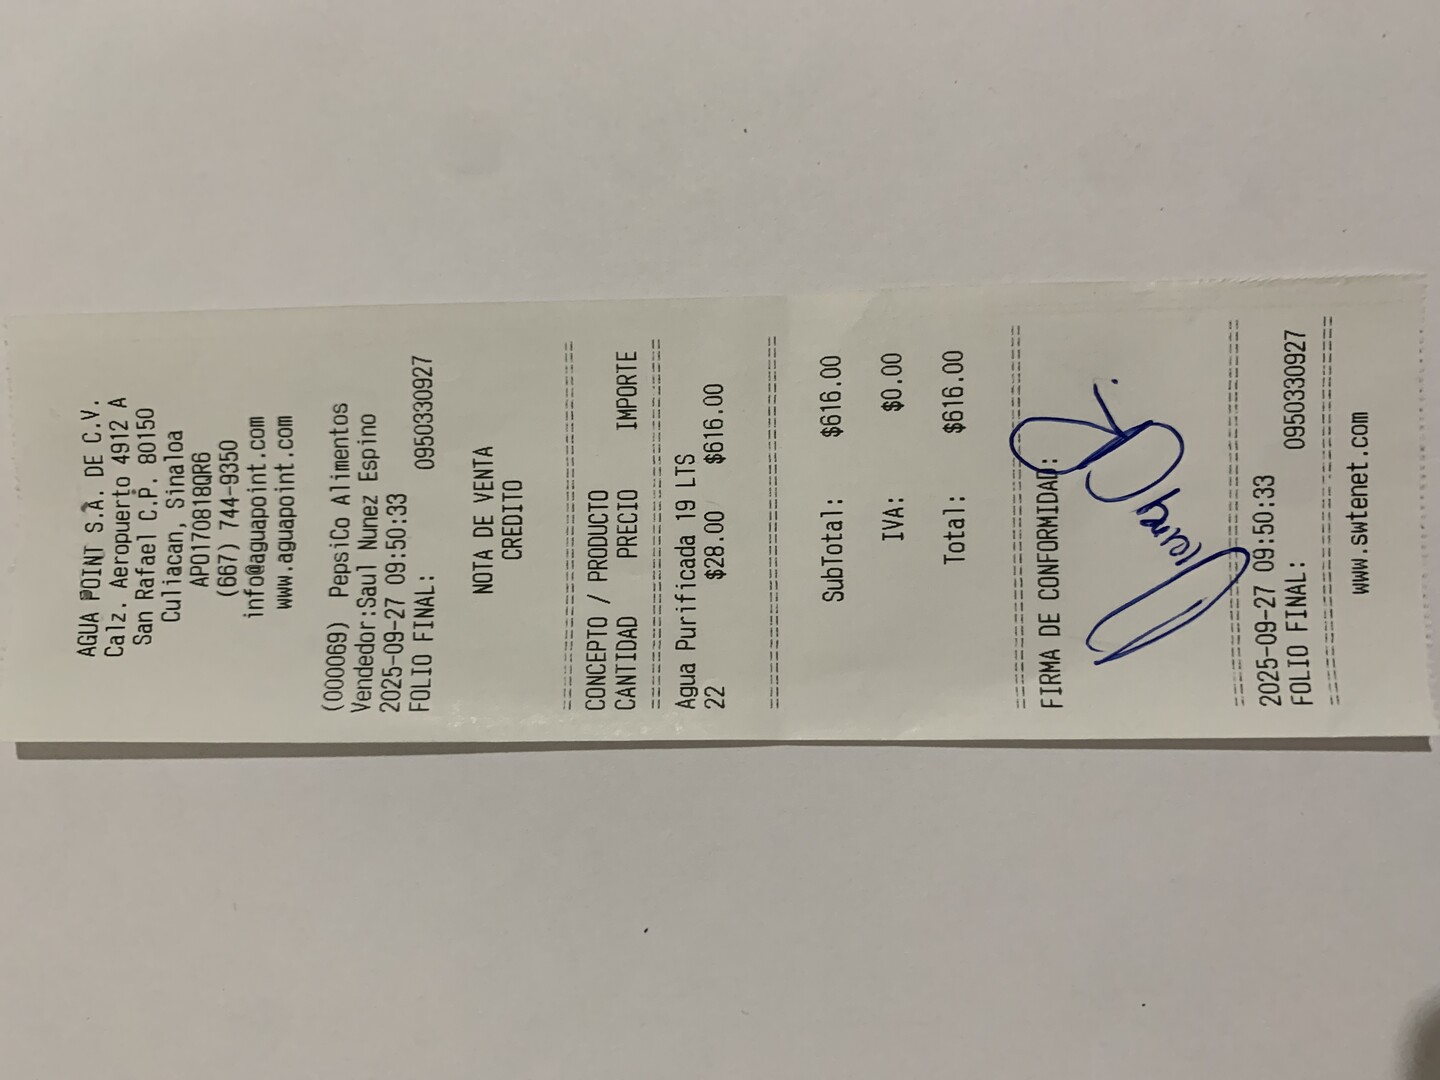 AGUA POINT S.A. DE C.V.
Calz. Aeropuerto 4912 A
San Rafael C.P. 80150
Culiacan, Sinaloa
APO170818QR6
(667) 744-9350
info@aguapoint.com
www.aguapoint.com
(000069) PepsiCo Alimentos
Vendedor:Saul Nunez Espino
2025-09-27 09:50:33
FOLIO FINAL: 0950330927
NOTA DE VENTA
CREDITO
CONCEPTO / PRODUCTO
CANTIDAD PRECIO IMPORTE
Agua Purificada 19 LTS
22 $28.00 $616.00
SubTotal: $616.00
IVA: $0.00
Total: $616.00
FIRMA DE CONFORMIDAD:
2025-09-27 09:50:33
FOLIO FINAL: 0950330927
www.swtenet.com